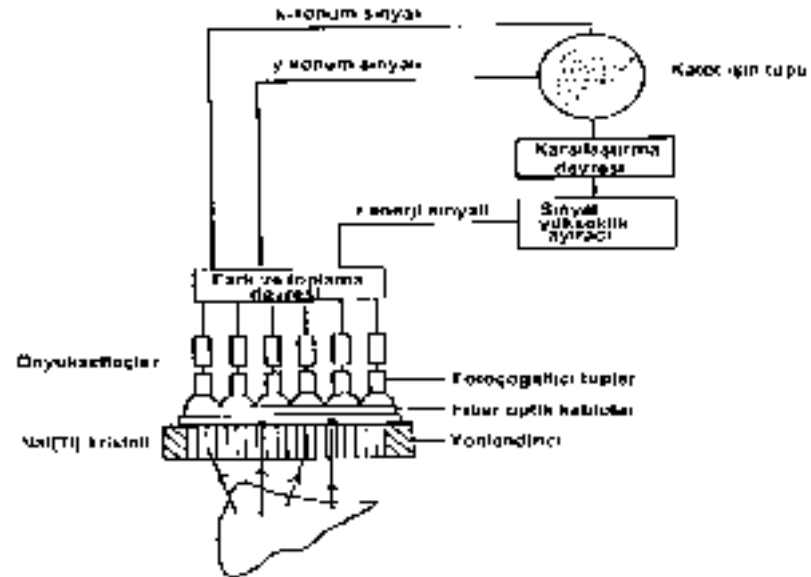 x-konum sinyali
y konum sinyali
Katot ışın tüpü
Karşılaştırma
devresi
z enerji sinyali
Sinyal
yükseklik
ayıracı
Fark ve toplama
devresi
Önyükselteçler
Fotoçoğaltıcı tüpler
Fiber optik kablolar
NaI(Tl) kristali
Yönlendirici